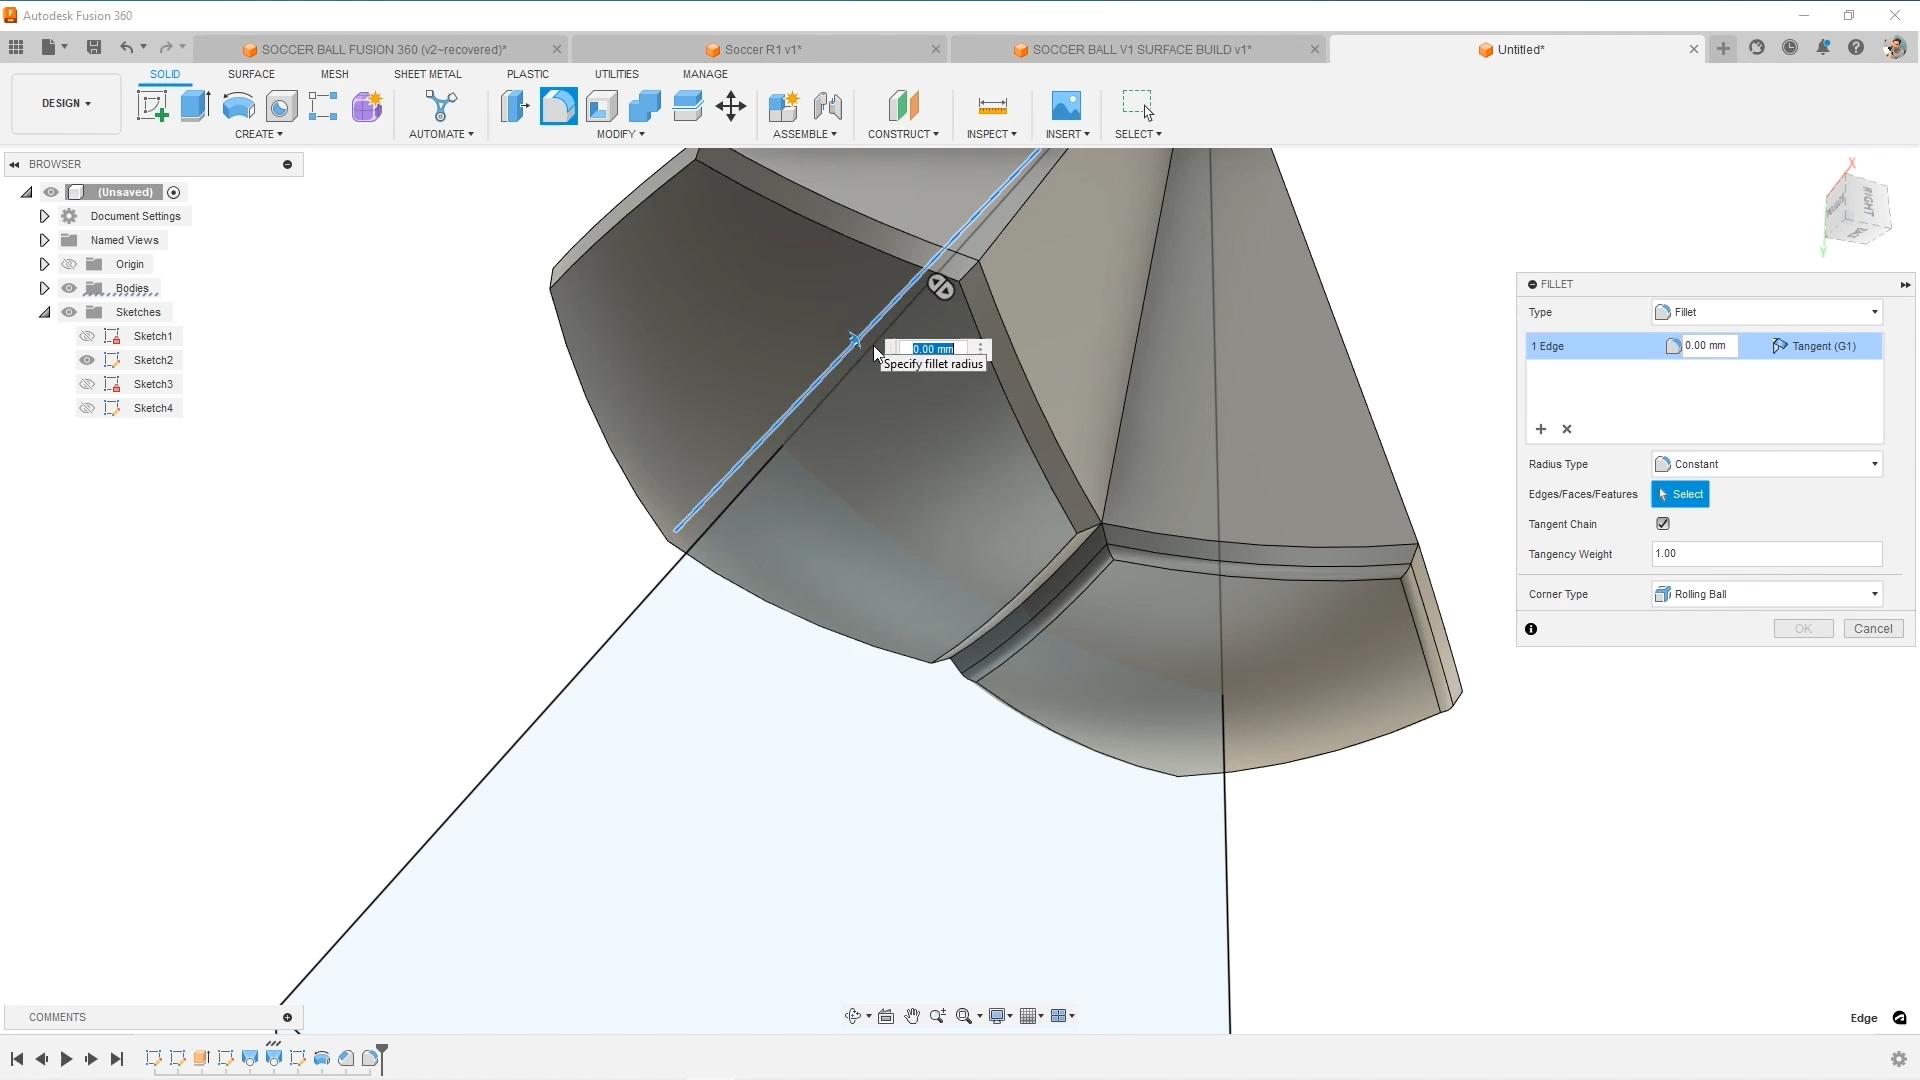 Autodesk Fusion 360
SOCCER BALL FUSION 360 (v2~recovered)*
Soccer R1 v1*
SOCCER BALL V1 SURFACE BUILD v1*
Untitled*
DESIGN
SOLID
SURFACE
MESH
SHEET METAL
PLASTIC
UTILITIES
MANAGE
CREATE
AUTOMATE
MODIFY
ASSEMBLE
CONSTRUCT
INSPECT
INSERT
SELECT
BROWSER
(Unsaved)
Document Settings
Named Views
Origin
Bodies
Sketches
Sketch1
Sketch2
Sketch3
Sketch4
X
RIGHT
Y
0.00 mm
Specify fillet radius
FILLET
Type
Fillet
1 Edge
0.00 mm
Tangent (G1)
Radius Type
Constant
Edges/Faces/Features
Select
Tangent Chain
Tangency Weight
1.00
Corner Type
Rolling Ball
OK
Cancel
COMMENTS
Edge